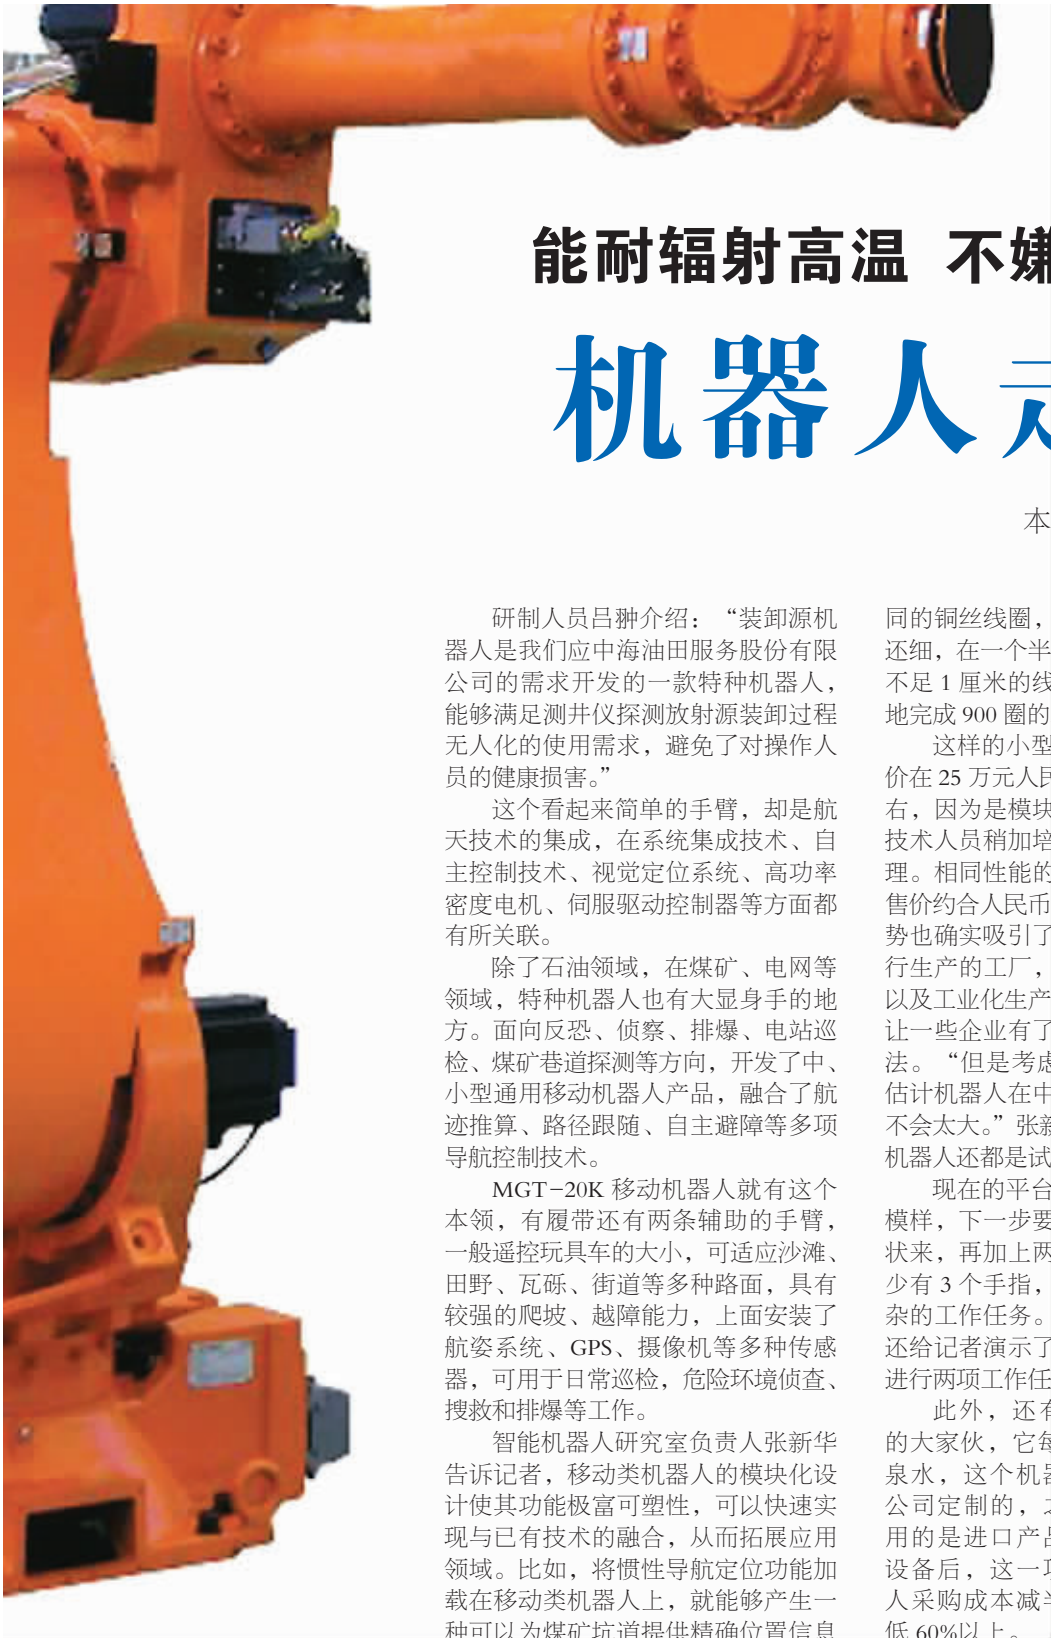 能耐辐射高温 不嫌
机器人
本
研制人员吕翀介绍：“装卸源机
器人是我们应中海油田服务股份有限
公司的需求开发的一款特种机器人，
能够满足测井仪探测放射源装卸过程
无人化的使用需求，避免了对操作人
员的健康损害。”
这个看起来简单的手臂，却是航
天技术的集成，在系统集成技术、自
主控制技术、视觉定位系统、高功率
密度电机、伺服驱动控制器等方面都
有所关联。
除了石油领域，在煤矿、电网等
领域，特种机器人也有大显身手的地
方。面向反恐、侦察、排爆、电站巡
检、煤矿巷道探测等方向，开发了中、
小型通用移动机器人产品，融合了航
迹推算、路径跟随、自主避障等多项
导航控制技术。
MGT-20K 移动机器人就有这个
本领，有履带还有两条辅助的手臂，
一般遥控玩具车的大小，可适应沙滩、
田野、瓦砾、街道等多种路面，具有
较强的爬坡、越障能力，上面安装了
航姿系统、GPS、摄像机等多种传感
器，可用于日常巡检，危险环境侦查、
搜救和排爆等工作。
智能机器人研究室负责人张新华
告诉记者，移动类机器人的模块化设
计使其功能极富可塑性，可以快速实
现与已有技术的融合，从而拓展应用
领域。比如，将惯性导航定位功能加
载在移动类机器人上，就能够产生一
种可以为煤矿坑道提供精确位置信息
同的铜丝线圈，
还细，在一个半
不足 1 厘米的线
地完成 900 圈的
这样的小型
价在 25 万元人民
右，因为是模块
技术人员稍加培
理。相同性能的
售价约合人民币
势也确实吸引了
行生产的工厂，
以及工业化生产
让一些企业有了
法。“但是考虑
估计机器人在中
不会太大。”张新
机器人还都是试
现在的平台
模样，下一步要
状来，再加上两
少有 3 个手指，
杂的工作任务。
还给记者演示了
进行两项工作任
此外，还有
的大家伙，它每
泉水，这个机器
公司定制的，
用的是进口产品
设备后，这一项
人采购成本减半
低 60%以上。